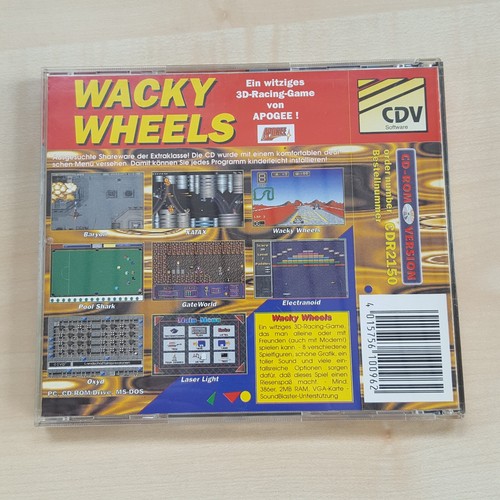 WACKY
WHEELS
Ein witziges
3D-Racing-Game
von
APOGEE !
APOGEE
CDV
Software
Ausgesuchte Shareware der Extraklasse! Die CD wurde mit einem komfortablen deut-
schen Menü versehen. Damit können Sie jedes Programm kinderleicht installieren!
CD-ROM VERSION
order number
Bestellnummer
CDR2150
Baryon
XATAX
Wacky Wheels
Pool Shark
GateWorld
Electranoid
Main Menu
Oxyd
Laser Light
PC, CD-ROM-Drive, MS-DOS
Wacky Wheels
Ein witziges 3D-Racing-Game,
das man alleine oder mit
Freunden (auch mit Modem!)
spielen kann. · 8 verschiedene
Spielfiguren, schöne Grafik, ein
toller Sound und viele ein-
fallsreiche Optionen sorgen
dafür, daß dieses Spiel einen
Riesenspaß macht. · Mind.
386er, 2MB RAM, VGA-Karte ·
SoundBlaster-Unterstützung
4 015756 100962